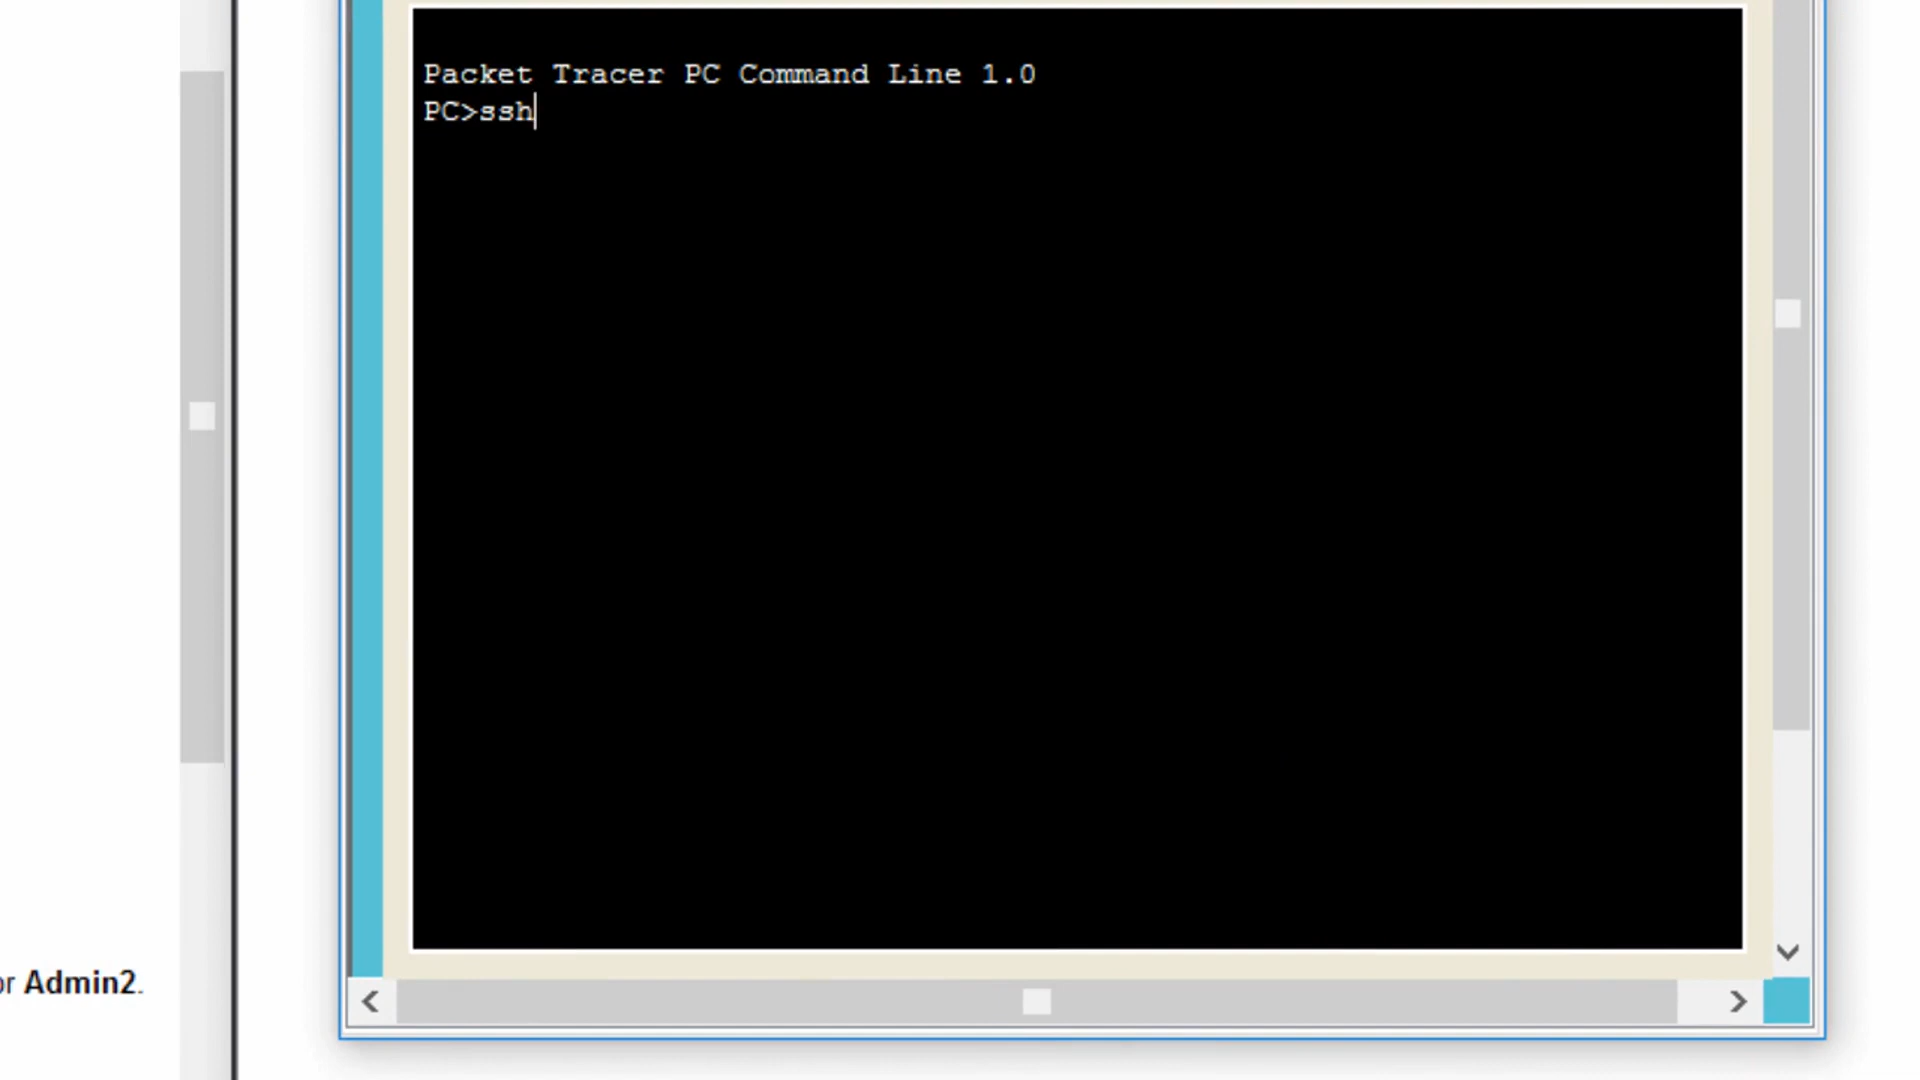 Packet Tracer PC Command Line 1.0
PC>ssh
or Admin2.